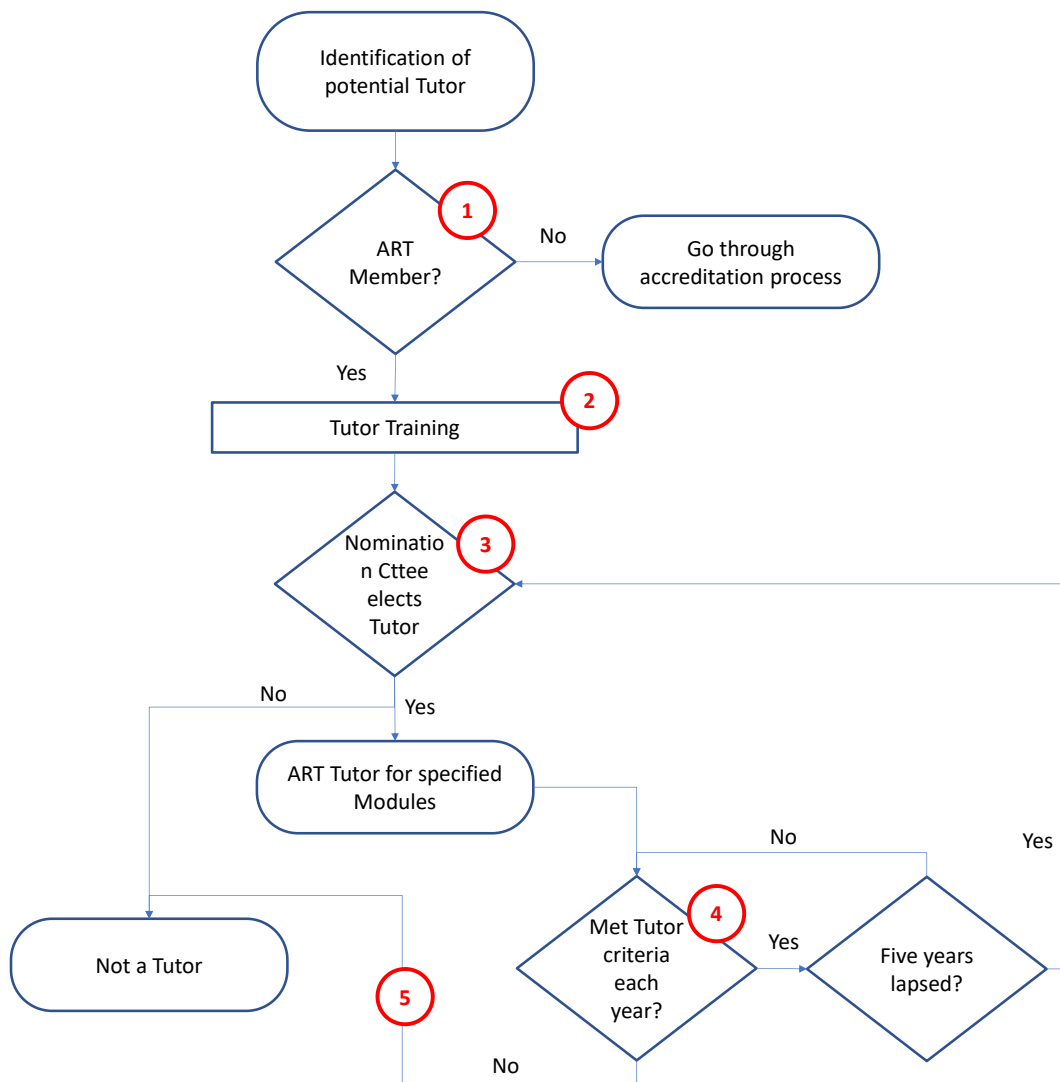 Identification of
potential Tutor
1
ART
Member?
No
Go through
accreditation process
Yes
2
Tutor Training
3
Nominatio
n Cttee
elects
Tutor
No
Yes
ART Tutor for specified
Modules
No
Yes
4
Met Tutor
criteria
each
year?
Yes
Five years
lapsed?
Not a Tutor
5
No